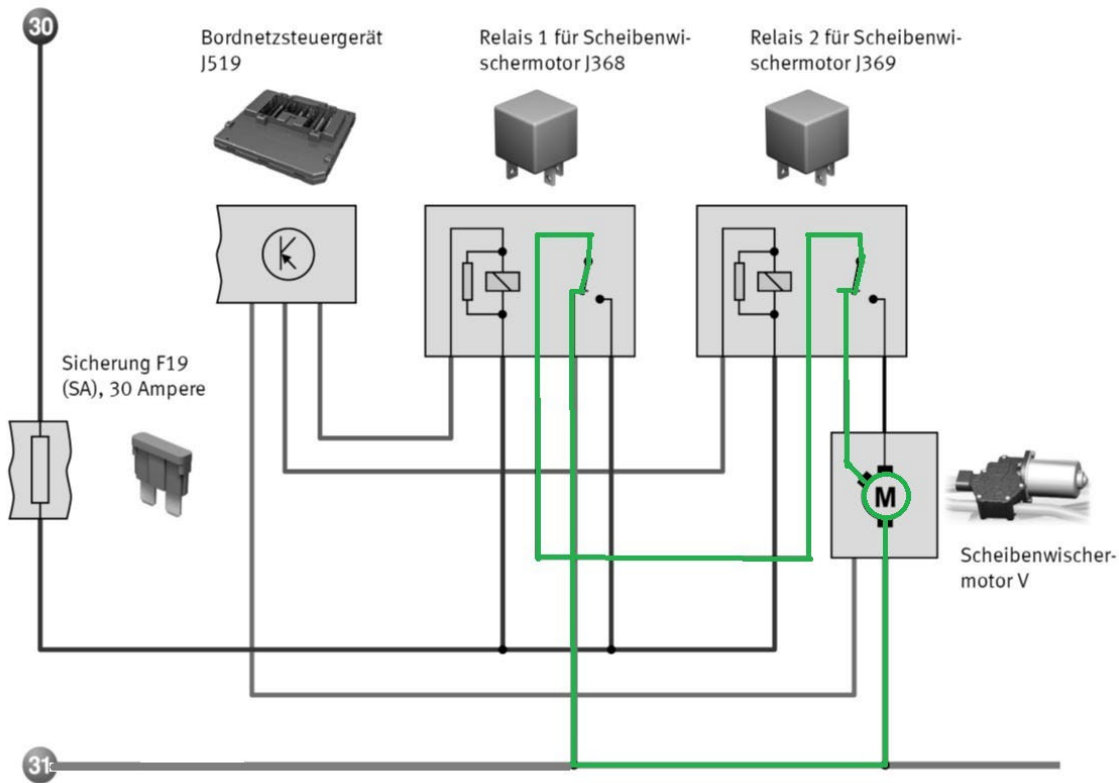 30
Bordnetzsteuergerät
J519
Relais 1 für Scheibenwi-
schermotor J368
Relais 2 für Scheibenwi-
schermotor J369
Sicherung F19
(SA), 30 Ampere
M
Scheibenwischer-
motor V
31